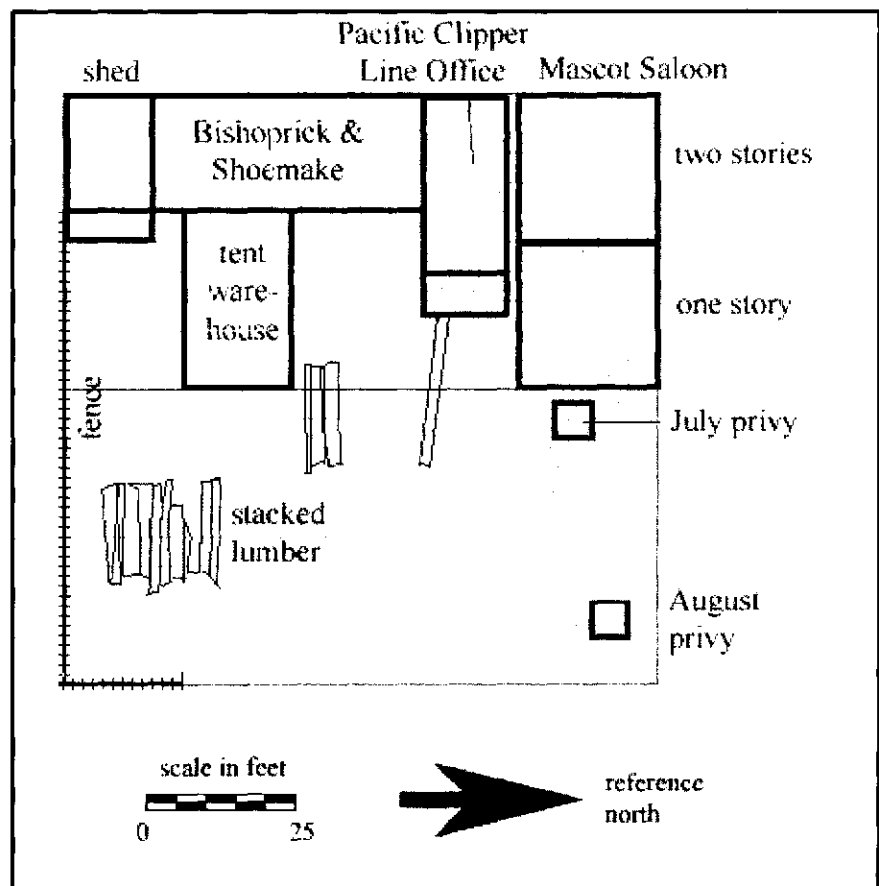 Pacific Clipper
shed
Line Office
Mascot Saloon
Bishoprick &
Shoemake
two stories
tent
ware-
house
one story
fence
July privy
stacked
lumber
August
privy
scale in feet
0
25
reference
north